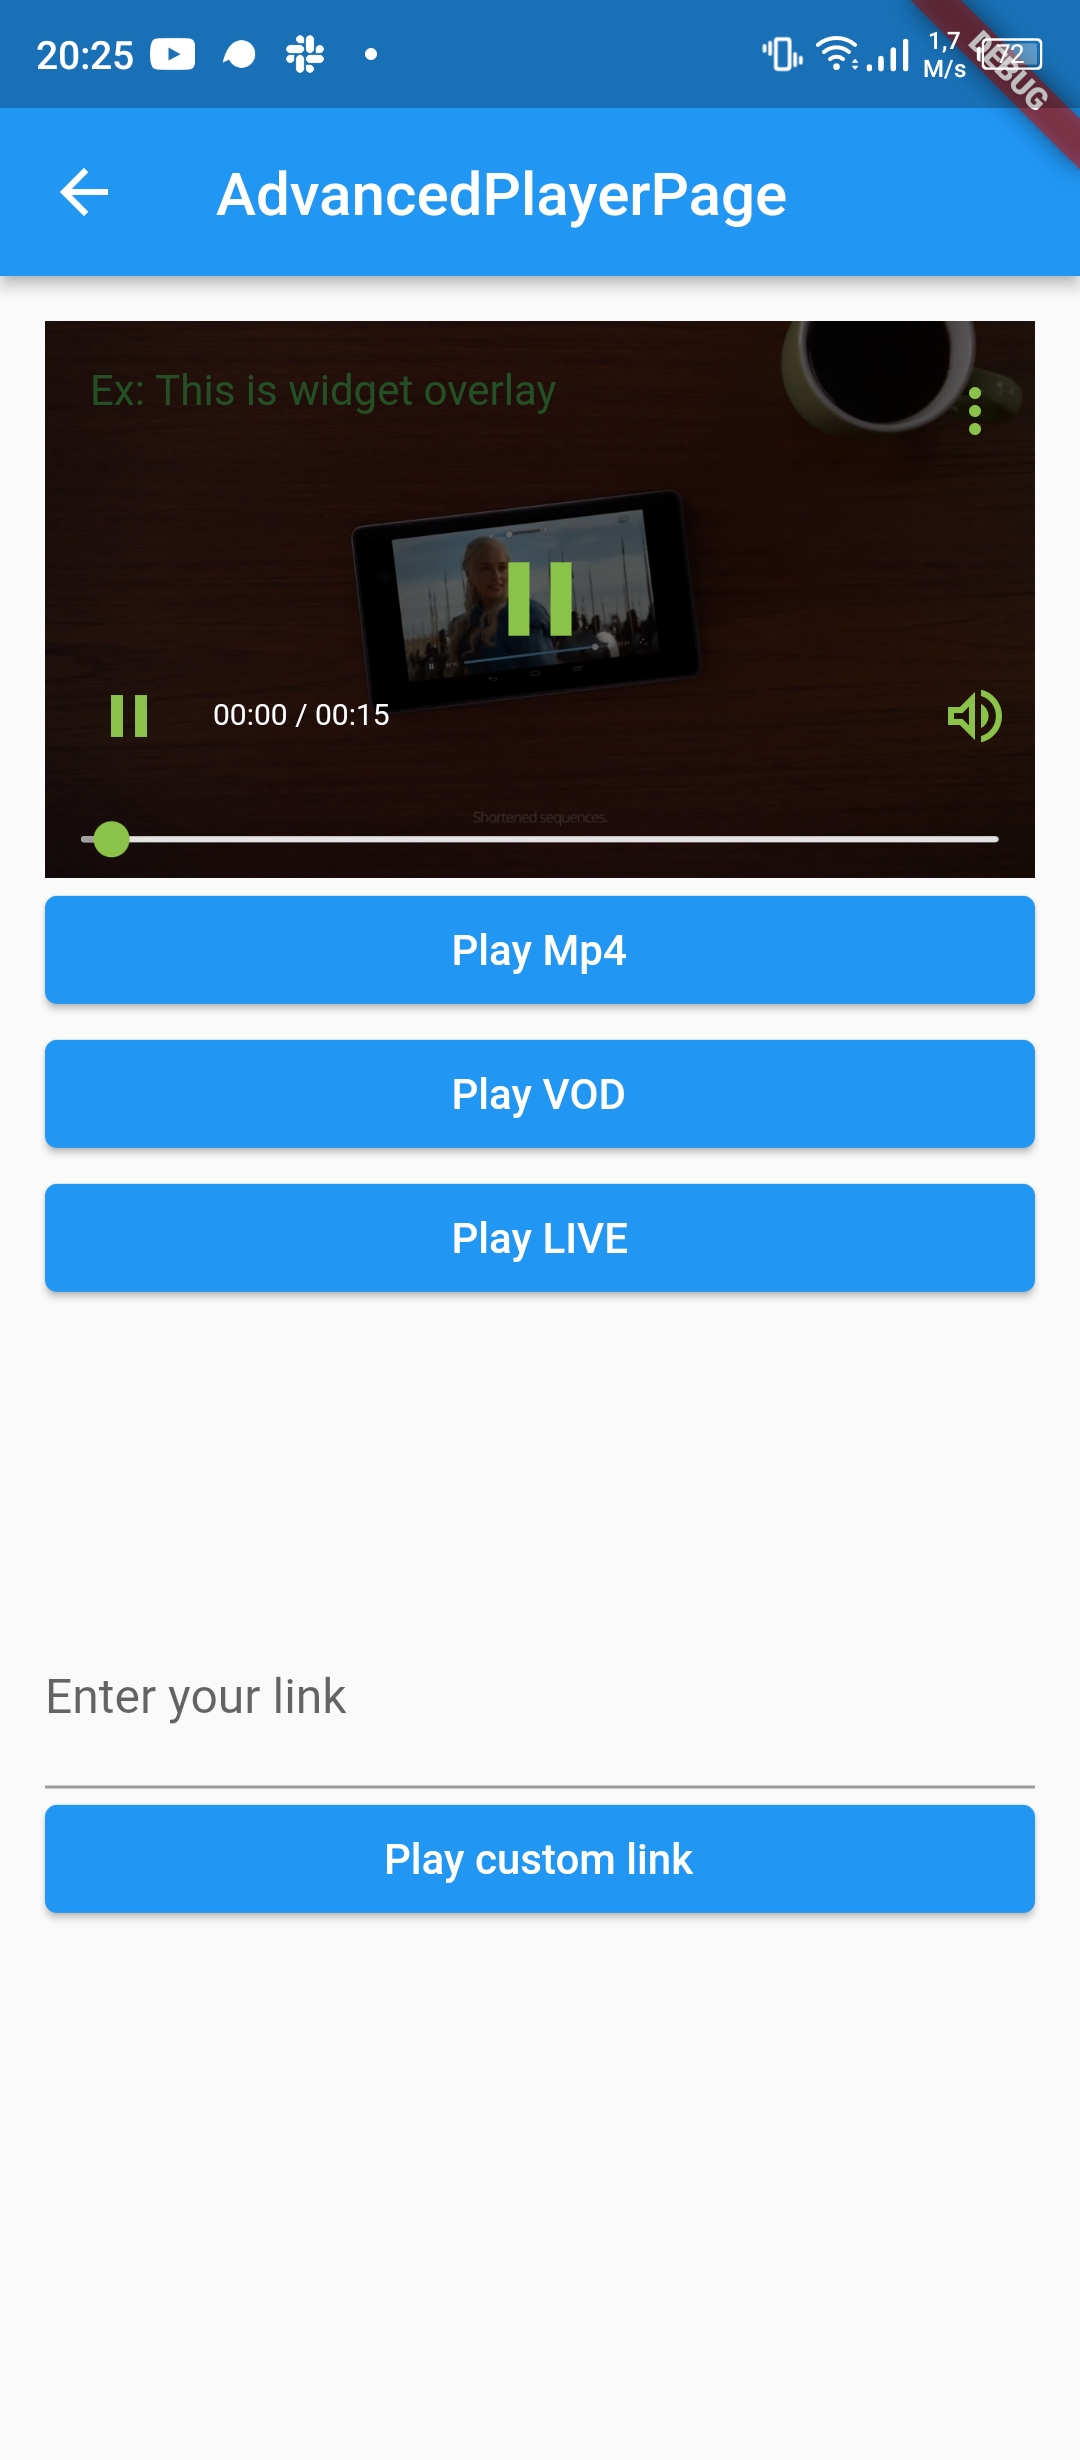 20:25
1,7
M/s
72
DEBUG
AdvancedPlayerPage
Ex: This is widget overlay
00:00 / 00:15
Shortened sequences.
Play Mp4
Play VOD
Play LIVE
Enter your link
Play custom link